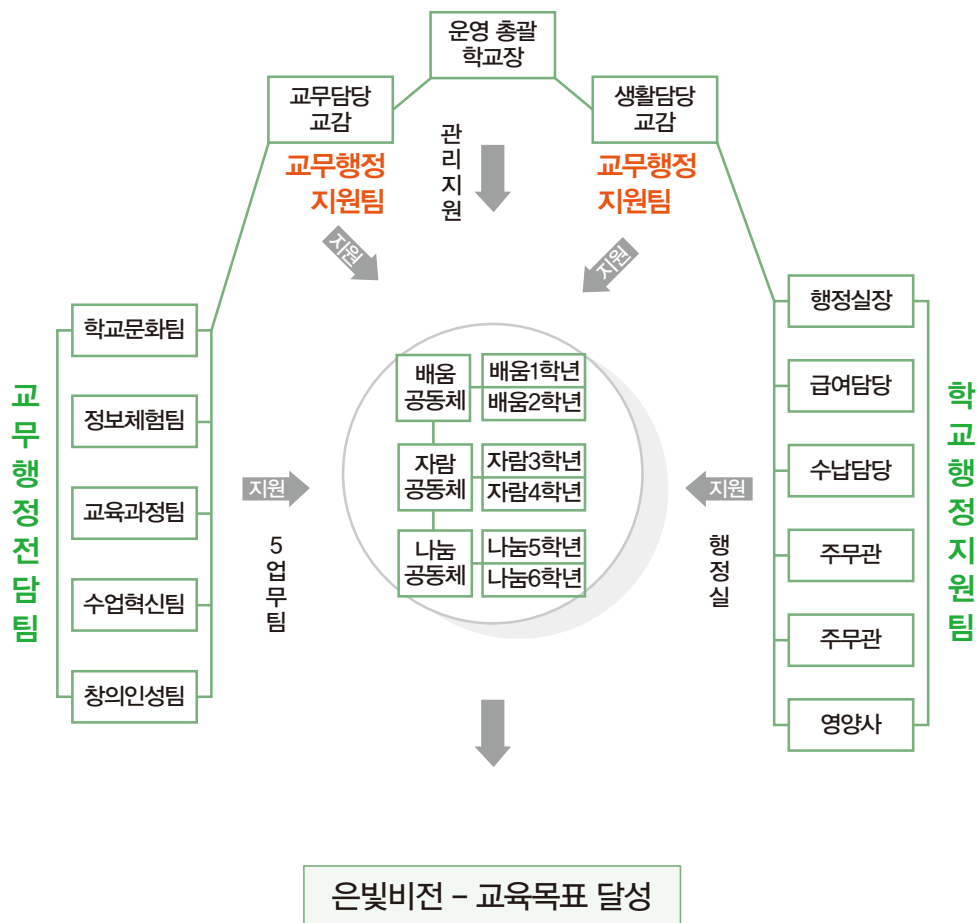 운영 총괄
학교장
교무담당
교감
생활담당
교감
교무행정
지원팀
관리지원
교무행정
지원팀
지원
지원
교무행정전담팀
학교문화팀
정보체험팀
교육과정팀
수업혁신팀
창의인성팀
지원
5업무팀
배움
공동체
배움1학년
배움2학년
자람
공동체
자람3학년
자람4학년
나눔
공동체
나눔5학년
나눔6학년
지원
행정실
행정실장
급여담당
수납담당
주무관
주무관
영양사
학교행정지원팀
은빛비전 – 교육목표 달성